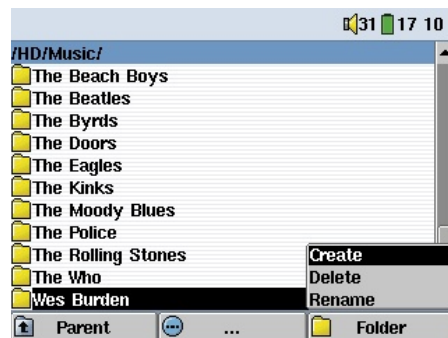 31 17 10
/HD/Music/
The Beach Boys
The Beatles
The Byrds
The Doors
The Eagles
The Kinks
The Moody Blues
The Police
The Rolling Stones
The Who
Wes Burden
Create
Delete
Rename
Parent ... Folder